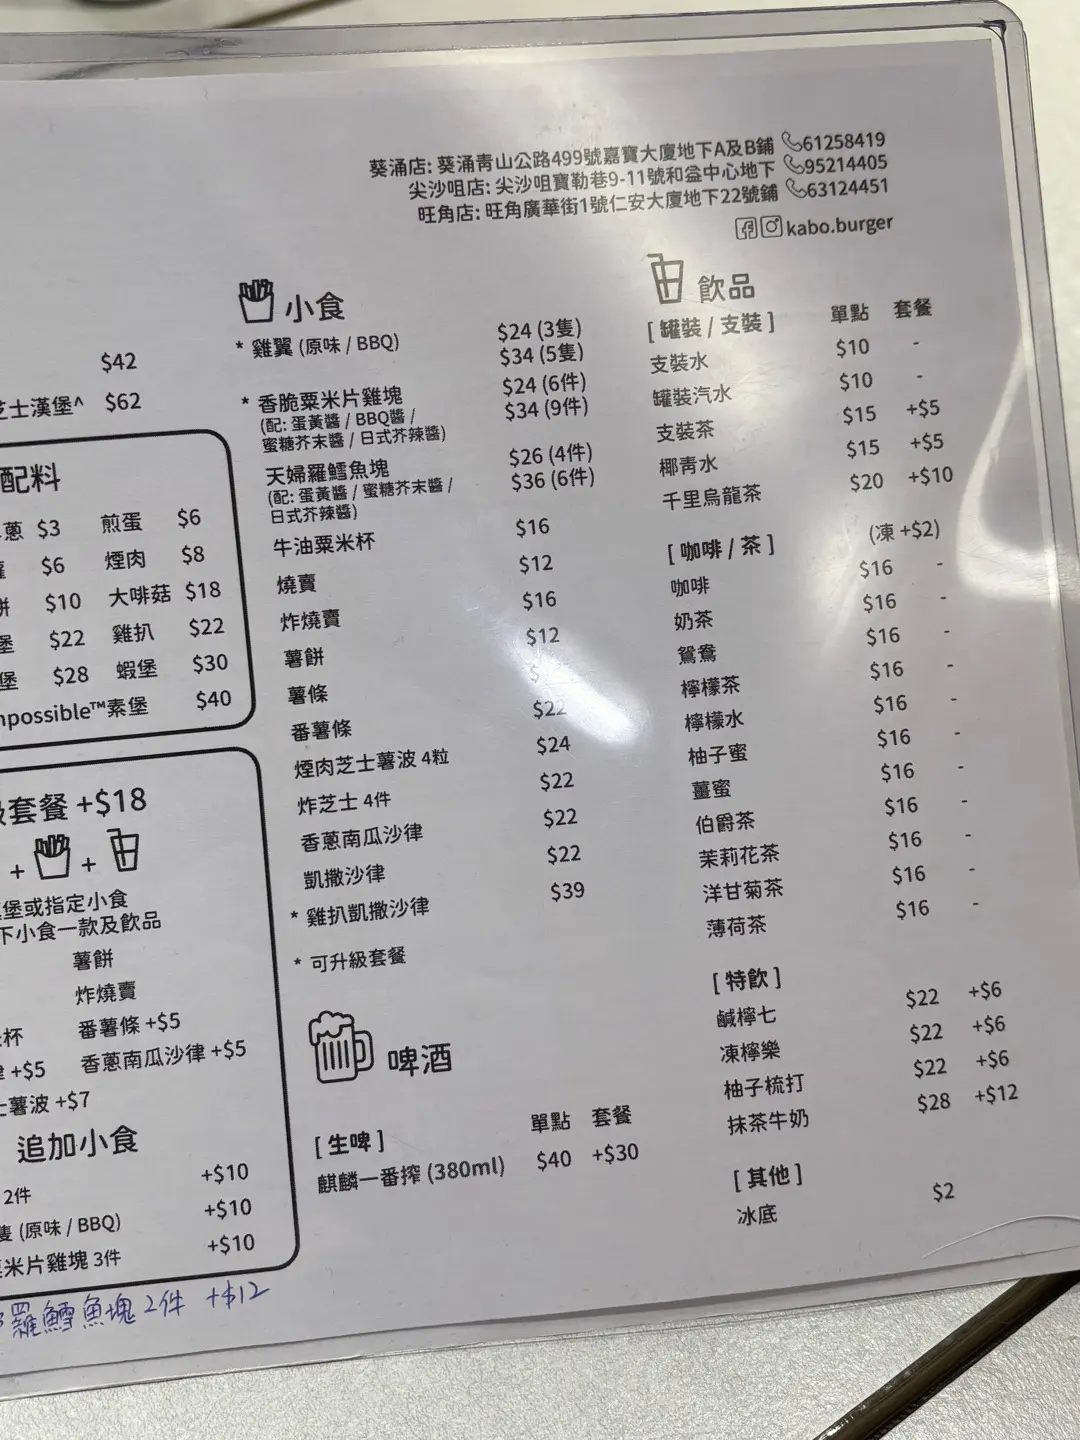 葵涌店: 葵涌青山公路499號嘉寶大廈地下A及B鋪 61258419
尖沙咀店: 尖沙咀寶勒巷9-11號和益中心地下 95214405
旺角店: 旺角廣華街1號仁安大廈地下22號鋪 63124451
kabo.burger
$42
芝士漢堡^ $62
配料
蔥 $3 煎蛋 $6
$6 煙肉 $8
餅 $10 大啡菇 $18
堡 $22 雞扒 $22
堡 $28 蝦堡 $30
mpossible™素堡 $40
套餐 +$18
+ +
堡或指定小食
下小食一款及飲品
薯餅
炸燒賣
杯 番薯條 +$5
+$5 香蔥南瓜沙律 +$5
士薯波 +$7
追加小食
2件 +$10
隻 (原味 / BBQ) +$10
米片雞塊 3件 +$10
羅鱈魚塊 2件 +$12
小食
* 雞翼 (原味 / BBQ) $24 (3隻)
$34 (5隻)
* 香脆粟米片雞塊 $24 (6件)
(配: 蛋黃醬 / BBQ醬 / $34 (9件)
蜜糖芥末醬 / 日式芥辣醬)
天婦羅鱈魚塊 $26 (4件)
(配: 蛋黃醬 / 蜜糖芥末醬 / $36 (6件)
日式芥辣醬)
牛油粟米杯 $16
燒賣 $12
炸燒賣 $16
薯餅 $12
薯條 $
番薯條 $22
煙肉芝士薯波 4粒 $24
炸芝士 4件 $22
香蔥南瓜沙律 $22
凱撒沙律 $22
* 雞扒凱撒沙律 $39
* 可升級套餐
啤酒
[ 生啤 ] 單點 套餐
麒麟一番搾 (380ml) $40 +$30
飲品
[ 罐裝 / 支裝 ] 單點 套餐
支裝水 $10 -
罐裝汽水 $10 -
支裝茶 $15 +$5
椰青水 $15 +$5
千里烏龍茶 $20 +$10
[ 咖啡 / 茶 ] (凍 +$2)
咖啡 $16 -
奶茶 $16 -
鴛鴦 $16 -
檸檬茶 $16 -
檸檬水 $16 -
柚子蜜 $16 -
薑蜜 $16 -
伯爵茶 $16 -
茉莉花茶 $16 -
洋甘菊茶 $16 -
薄荷茶 $16 -
[ 特飲 ]
鹹檸七 $22 +$6
凍檸樂 $22 +$6
柚子梳打 $22 +$6
抹茶牛奶 $28 +$12
[ 其他 ]
冰底 $2